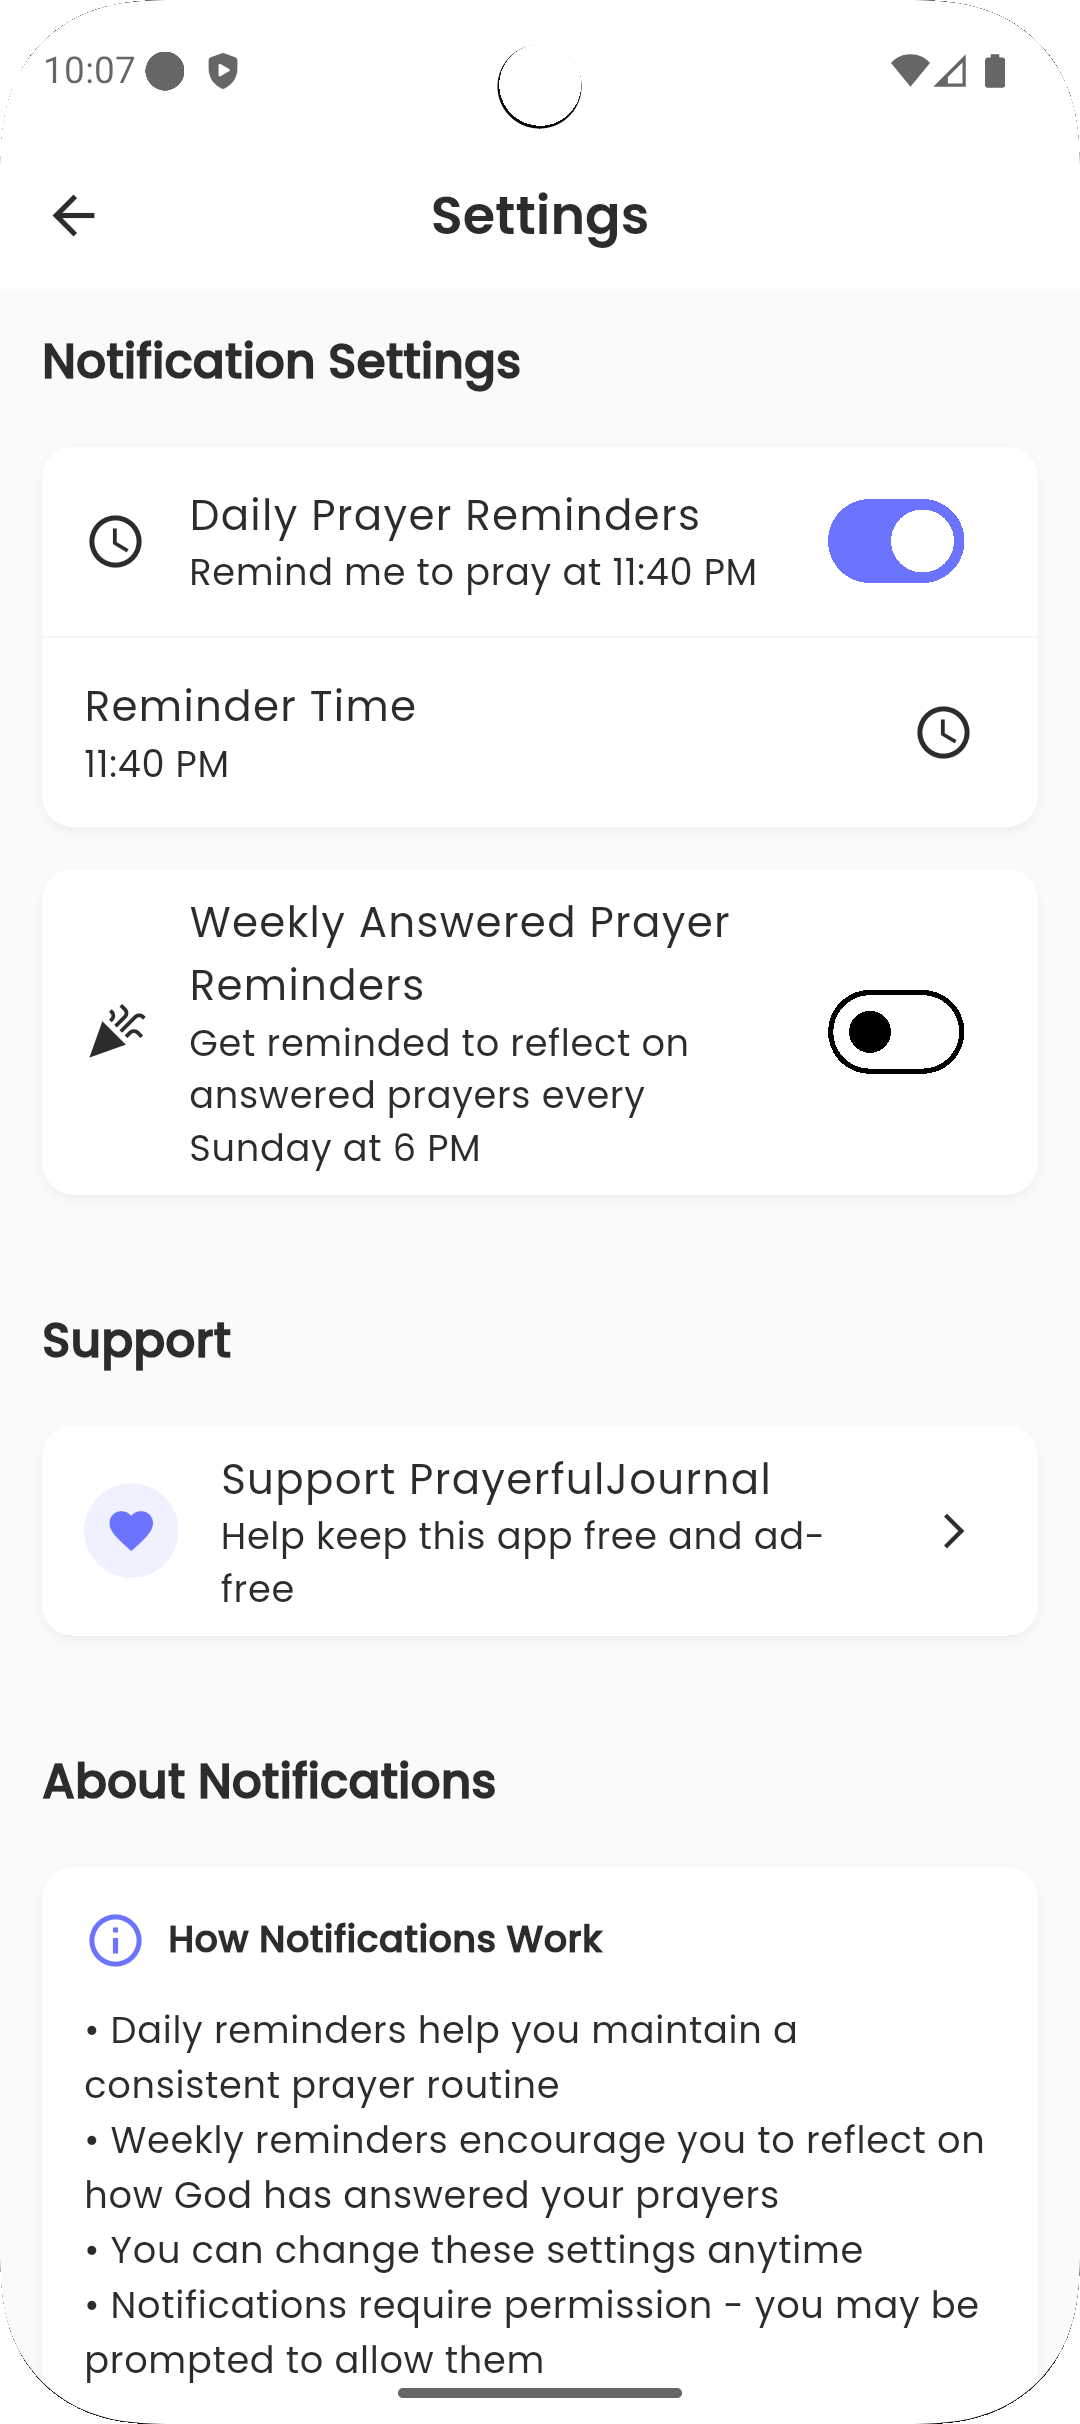 10:07
Settings
Notification Settings
Daily Prayer Reminders
Remind me to pray at 11:40 PM
Reminder Time
11:40 PM
Weekly Answered Prayer
Reminders
Get reminded to reflect on
answered prayers every
Sunday at 6 PM
Support
Support PrayerfulJournal
Help keep this app free and ad-
free
About Notifications
How Notifications Work
• Daily reminders help you maintain a
consistent prayer routine
• Weekly reminders encourage you to reflect on
how God has answered your prayers
• You can change these settings anytime
• Notifications require permission - you may be
prompted to allow them